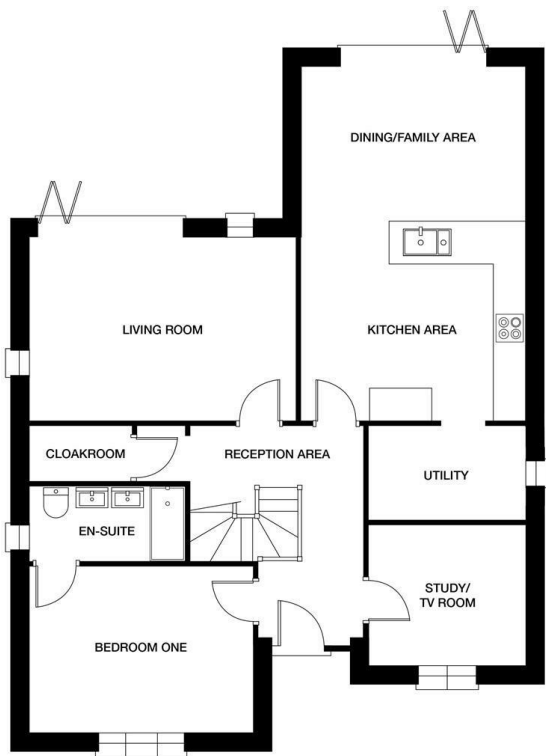 DINING/FAMILY AREA
LIVING ROOM
KITCHEN AREA
CLOAKROOM
RECEPTION AREA
UTILITY
EN-SUITE
STUDY/
TV ROOM
BEDROOM ONE